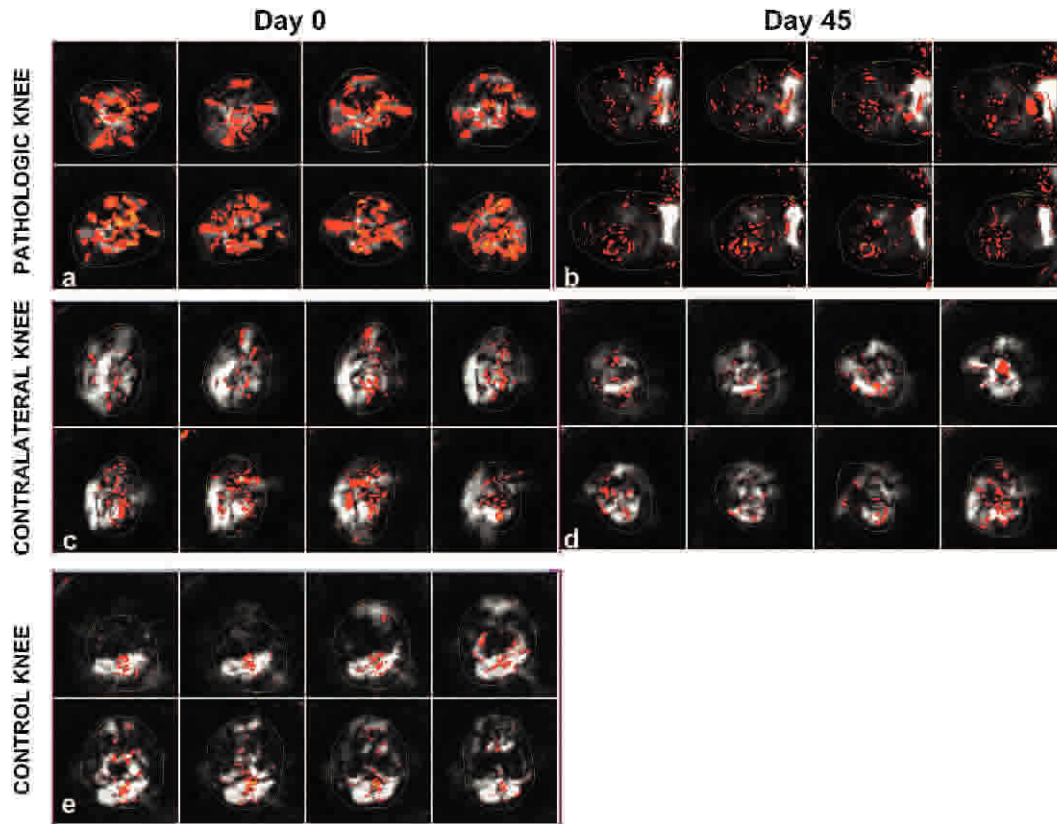 Day 0
Day 45
PATHOLOGIC KNEE
a
b
CONTRALATERAL KNEE
c
d
CONTROL KNEE
e